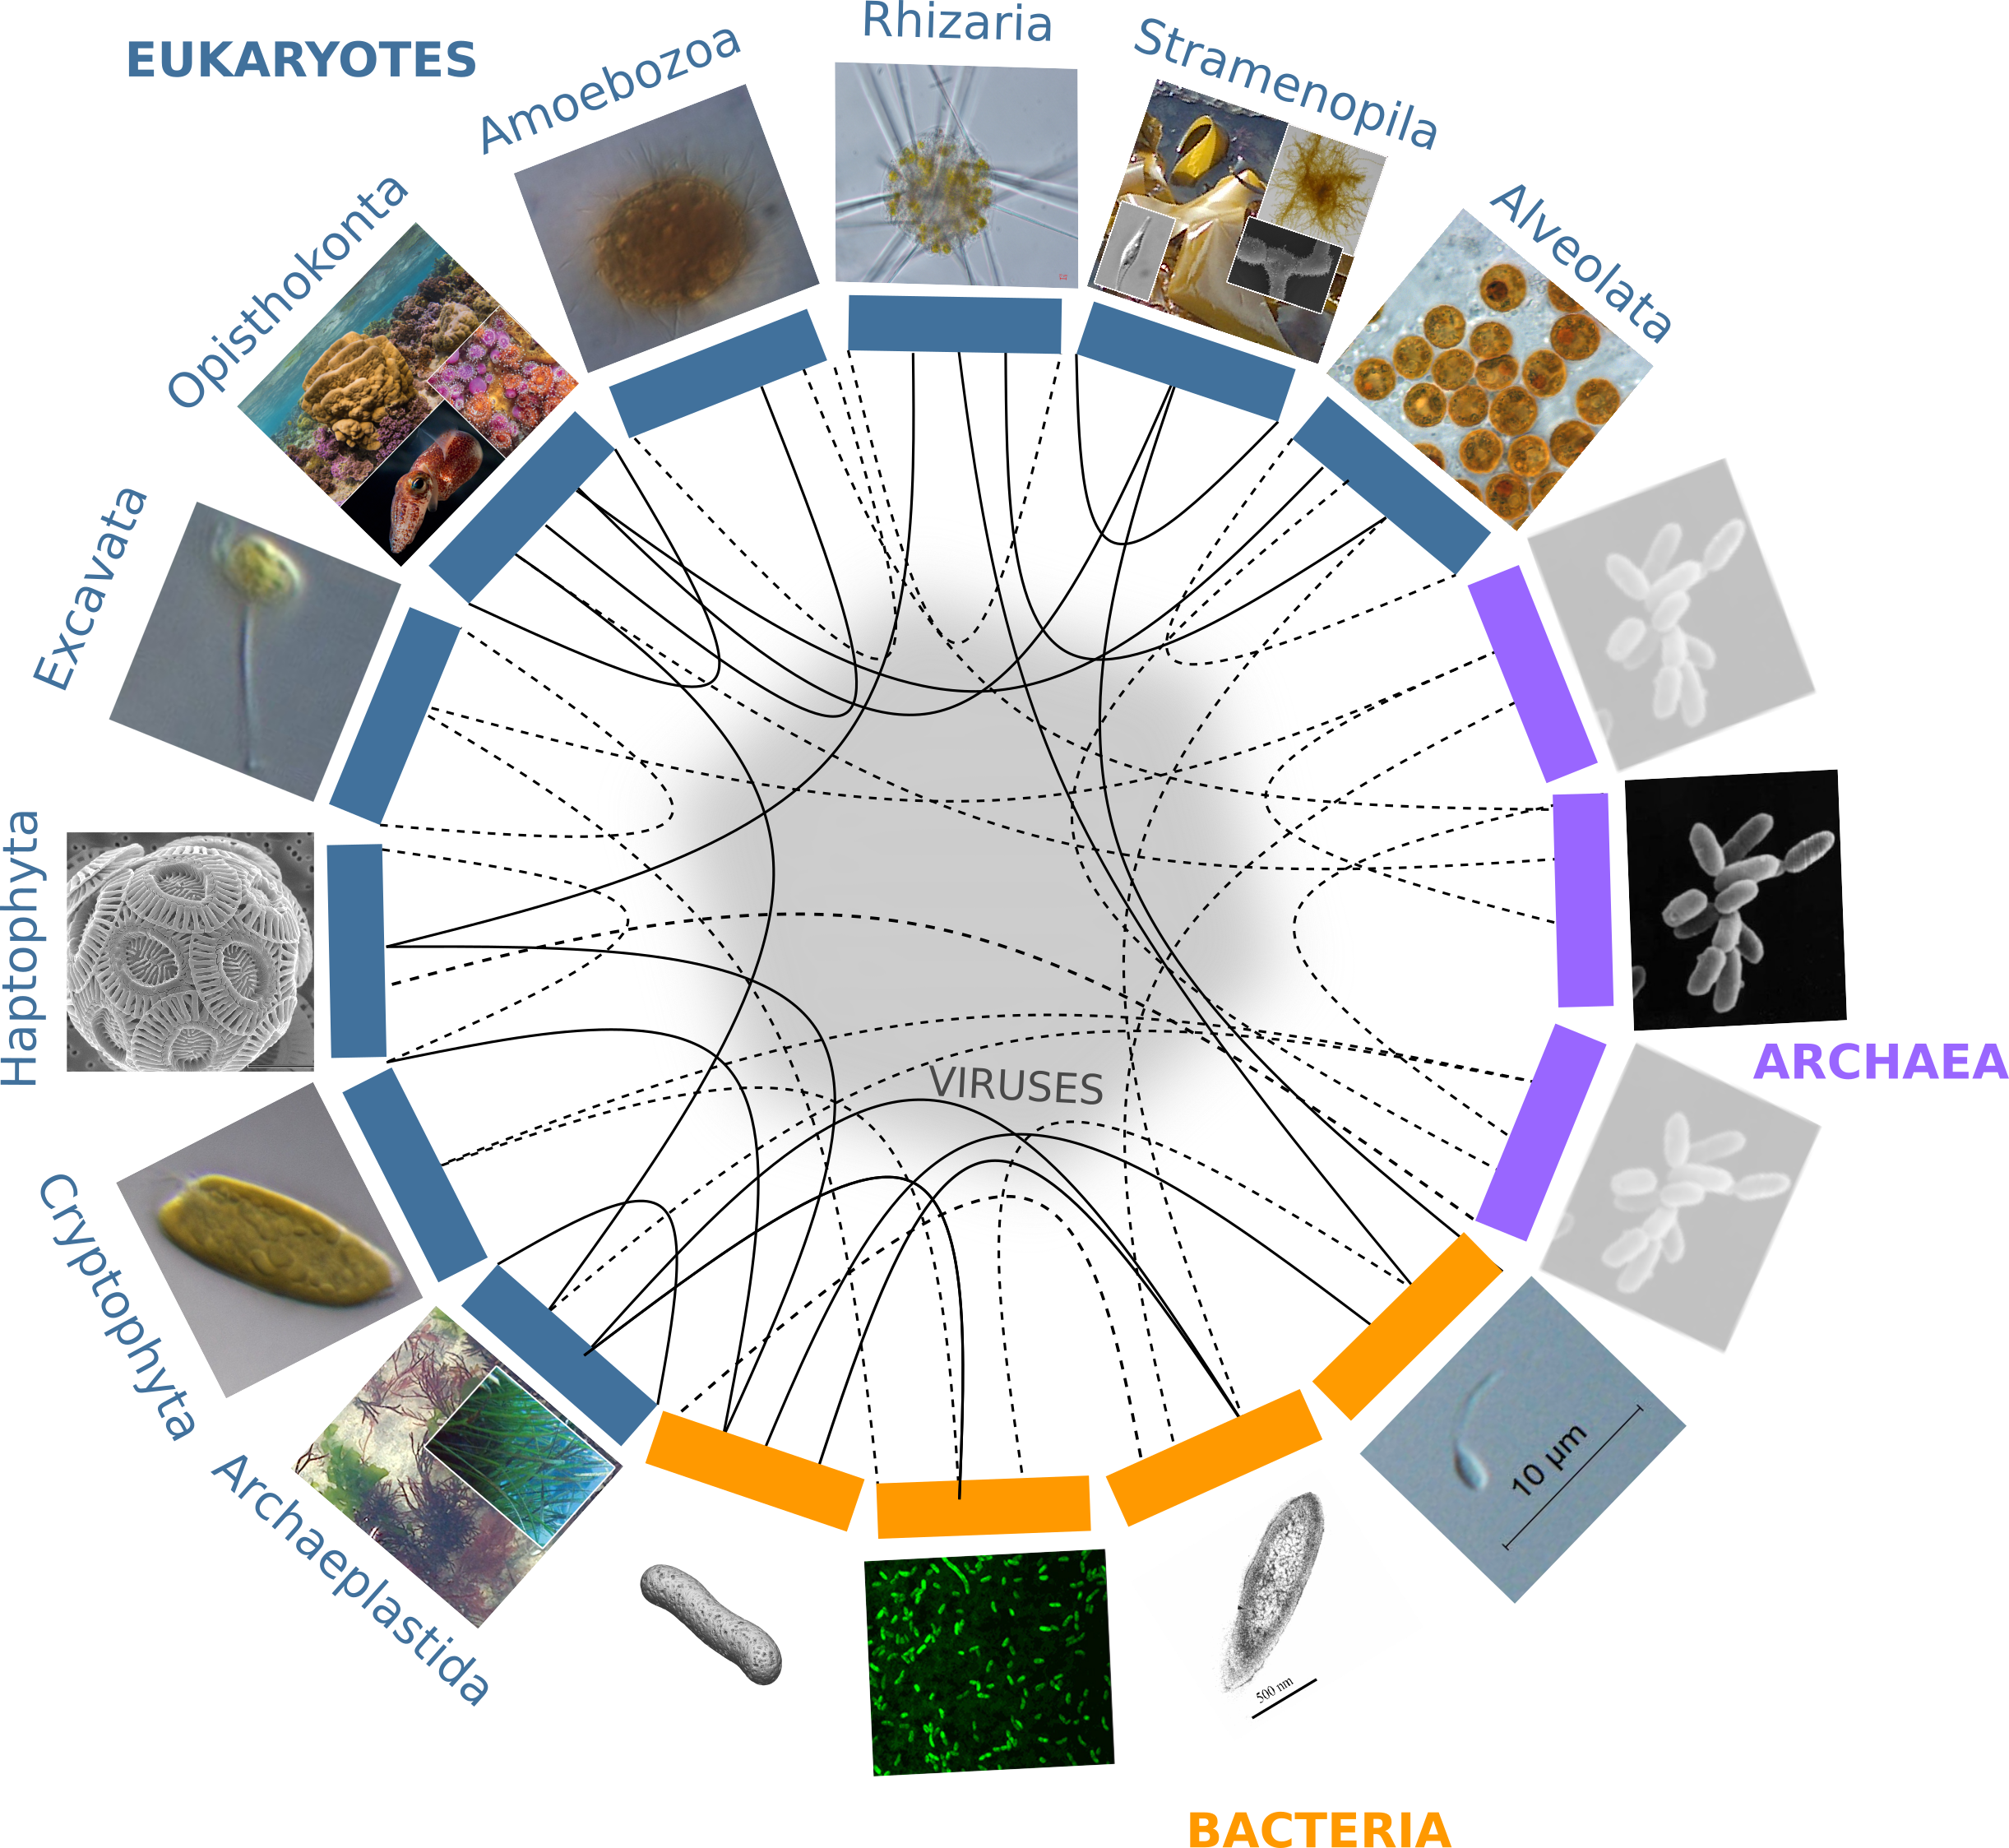 EUKARYOTES
Rhizaria
Stramenopila
Amoebozoa
Alveolata
Opisthokonta
Excavata
Haptophyta
ARCHAEA
VIRUSES
Cryptophyta
Archaeplastida
10 µm
500 nm
BACTERIA